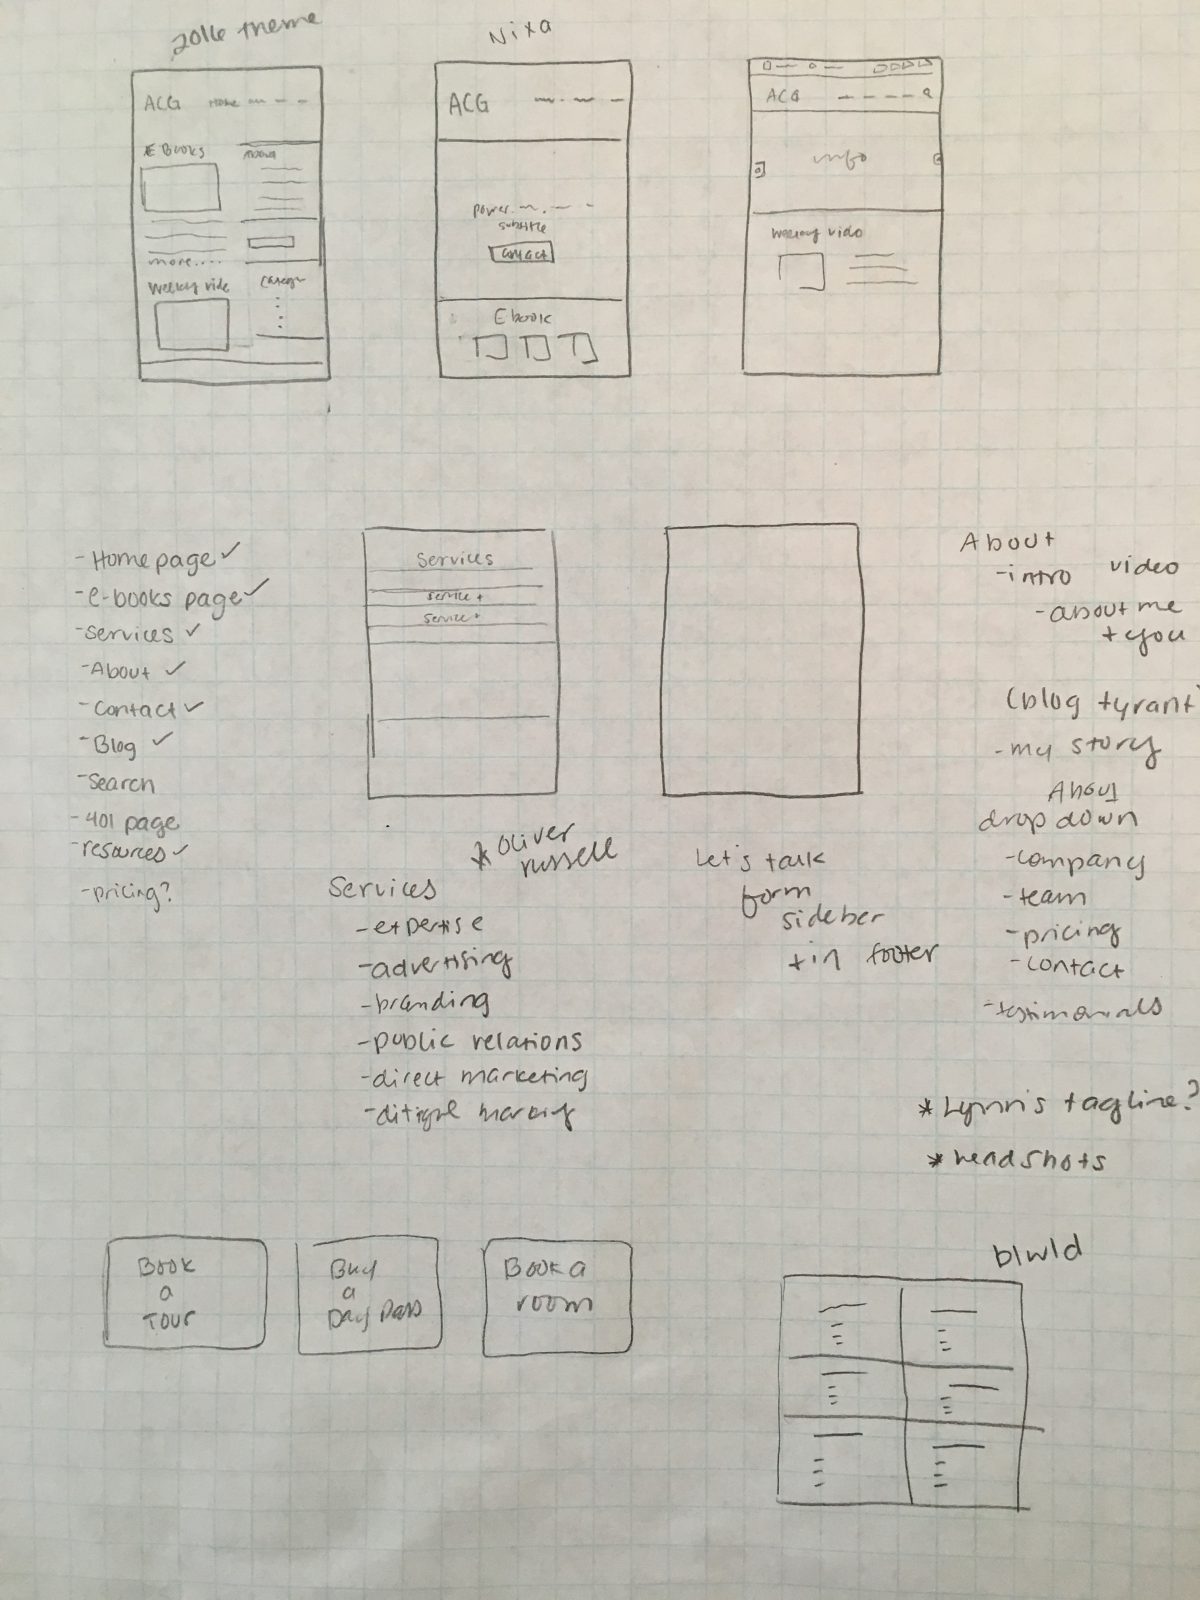 2016 theme
ACG Home
E Books
About
more....
Weekly vide
Categ
Nixa
ACG
power
subtitle
contact
Ebook
ACG
info
Weekly vido
- Home page ✓
- e-books page ✓
- services ✓
- About ✓
- Contact ✓
- Blog ✓
- Search
- 401 page
- resources ✓
- pricing?
Services
service +
service +
* Oliver
russell
Services
- expertise
- advertising
- branding
- public relations
- direct marketing
Let's talk
form
sideber
+ in footer
About
- intro video
- about me
+ you
(blog tyrant)
- my story
About
drop down
- company
- team
- pricing
- contact
- testimonials
* Lynn's tagline?
* headshots
Book
a
Tour
Buy
a
Day Pass
Book a
room
blwld